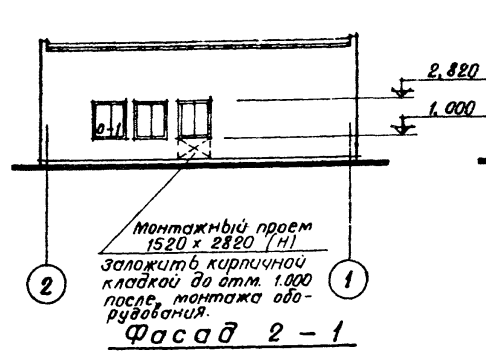 2,820
1,000
О-1
Монтажный проем
1520 х 2820 (н)
заложить кирпичной
кладкой до отм. 1.000
после, монтажа обо-
рудования.
2
1
Фасад 2-1